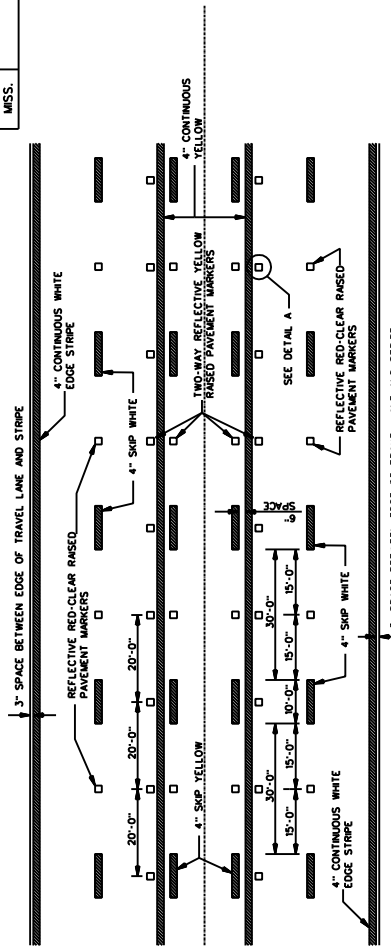 MISS.
3" SPACE BETWEEN EDGE OF TRAVEL LANE AND STRIPE
4" CONTINUOUS WHITE
EDGE STRIPE
REFLECTIVE RED-CLEAR RAISED
PAVEMENT MARKERS
4" SKIP WHITE
4" CONTINUOUS
YELLOW
20'-0"
20'-0"
20'-0"
TWO-WAY REFLECTIVE YELLOW
RAISED PAVEMENT MARKERS
4" SKIP YELLOW
6"
SPACE
SEE DETAIL A
30'-0"
30'-0"
15'-0"
15'-0"
10'-0"
15'-0"
15'-0"
4" SKIP WHITE
REFLECTIVE RED-CLEAR RAISED
PAVEMENT MARKERS
4" CONTINUOUS WHITE
EDGE STRIPE